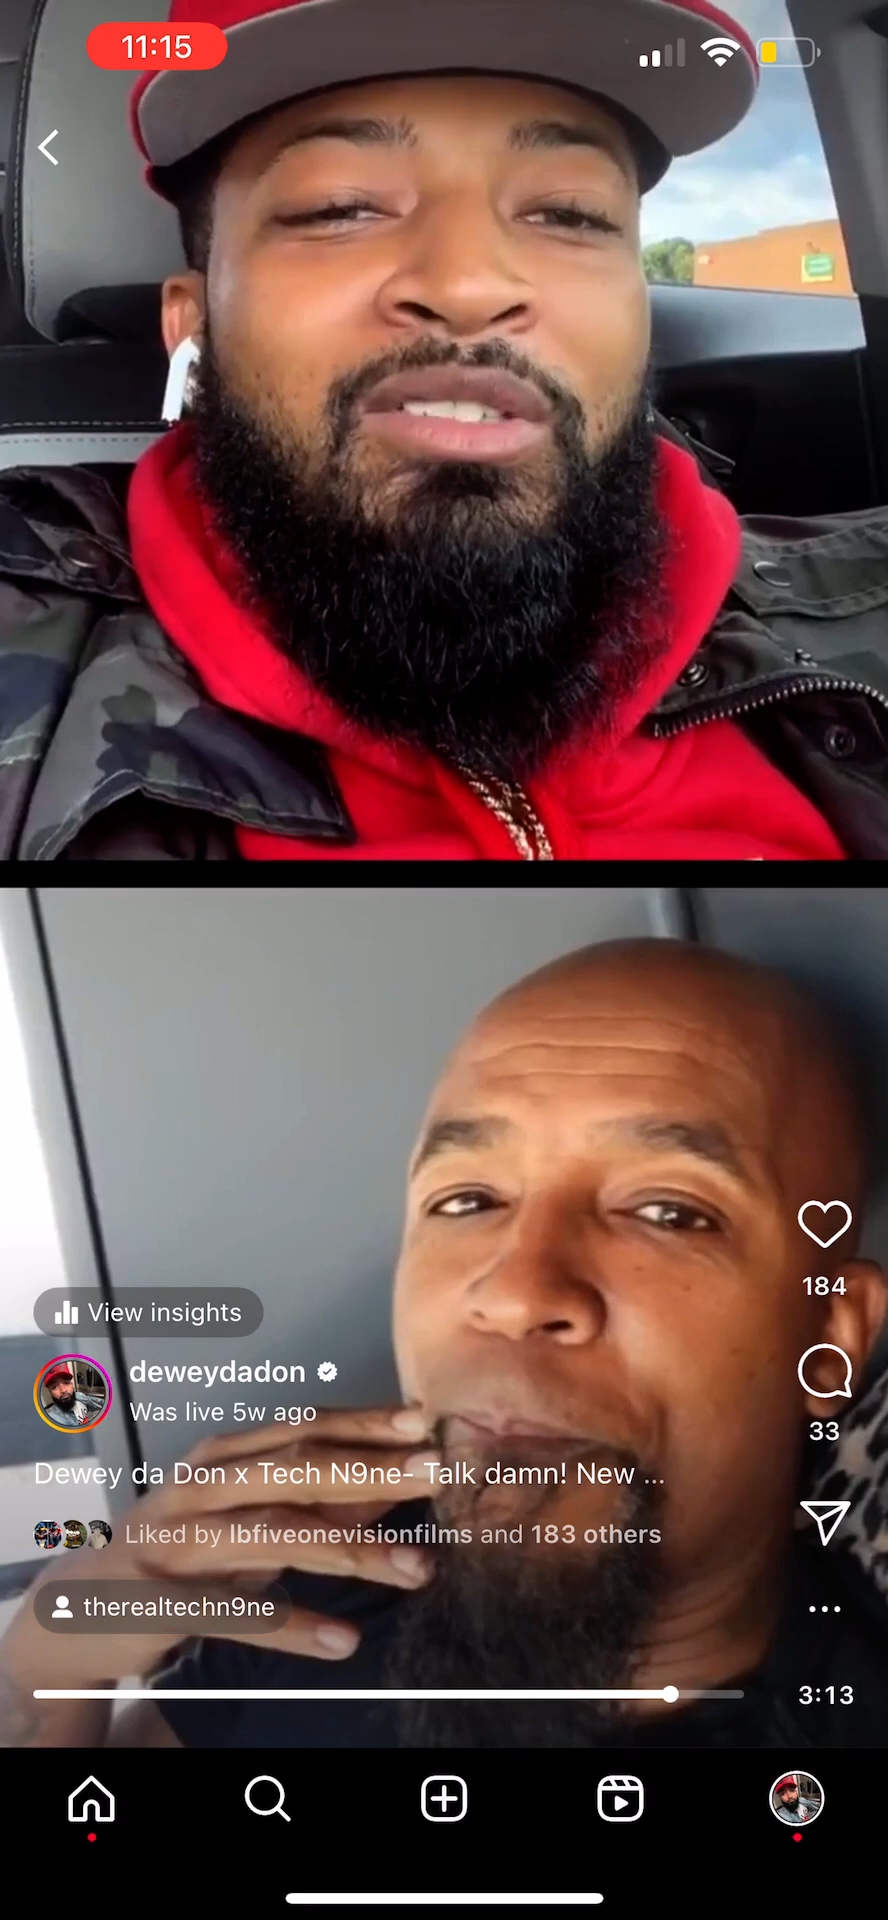 11:15
View insights
deweydadon
Was live 5w ago
Dewey da Don x Tech N9ne- Talk damn! New ...
Liked by lbfiveonevisionfilms and 183 others
therealtechn9ne
184
33
3:13